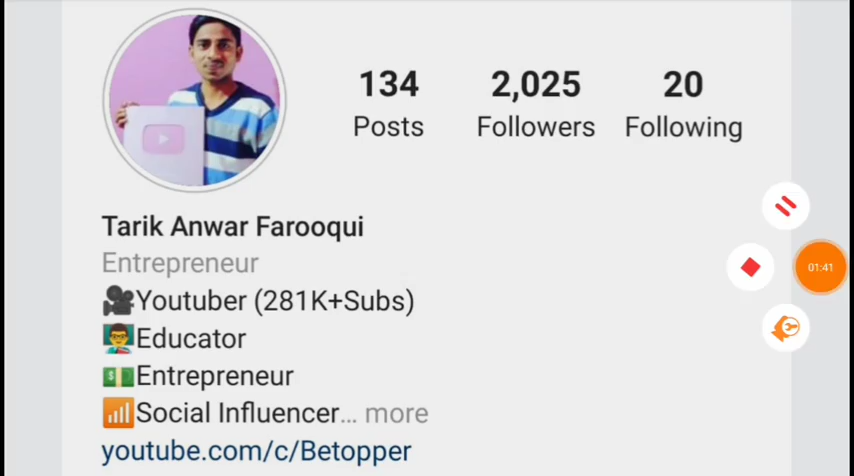 134 2,025 20
Posts Followers Following
Tarik Anwar Farooqui
Entrepreneur
🎥Youtuber (281K+Subs)
👨‍🏫Educator
💵Entrepreneur
📶Social Influencer... more
youtube.com/c/Betopper
01:41